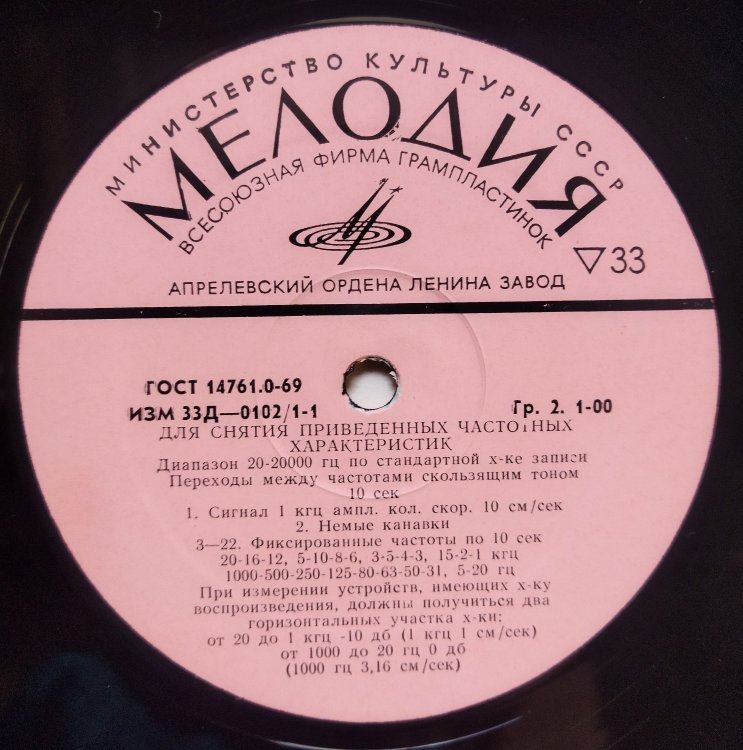 МИНИСТЕРСТВО КУЛЬТУРЫ СССР
МЕЛОДИЯ
ВСЕСОЮЗНАЯ ФИРМА ГРАМПЛАСТИНОК
▽33
АПРЕЛЕВСКИЙ ОРДЕНА ЛЕНИНА ЗАВОД
ГОСТ 14761.0-69
ИЗМ 33Д—0102/1-1 Гр. 2. 1-00
ДЛЯ СНЯТИЯ ПРИВЕДЕННЫХ ЧАСТОТНЫХ
ХАРАКТЕРИСТИК
Диапазон 20-20000 гц по стандартной х-ке записи
Переходы между частотами скользящим тоном
10 сек
1. Сигнал 1 кгц ампл. кол. скор. 10 см/сек
2. Немые канавки
3—22. Фиксированные частоты по 10 сек
20-16-12, 5-10-8-6, 3-5-4-3, 15-2-1 кгц
1000-500-250-125-80-63-50-31, 5-20 гц
При измерении устройств, имеющих х-ку
воспроизведения, должны получиться два
горизонтальных участка х-ки:
от 20 до 1 кгц -10 дб (1 кгц 1 см/сек)
от 1000 до 20 гц 0 дб
(1000 гц 3,16 см/сек)